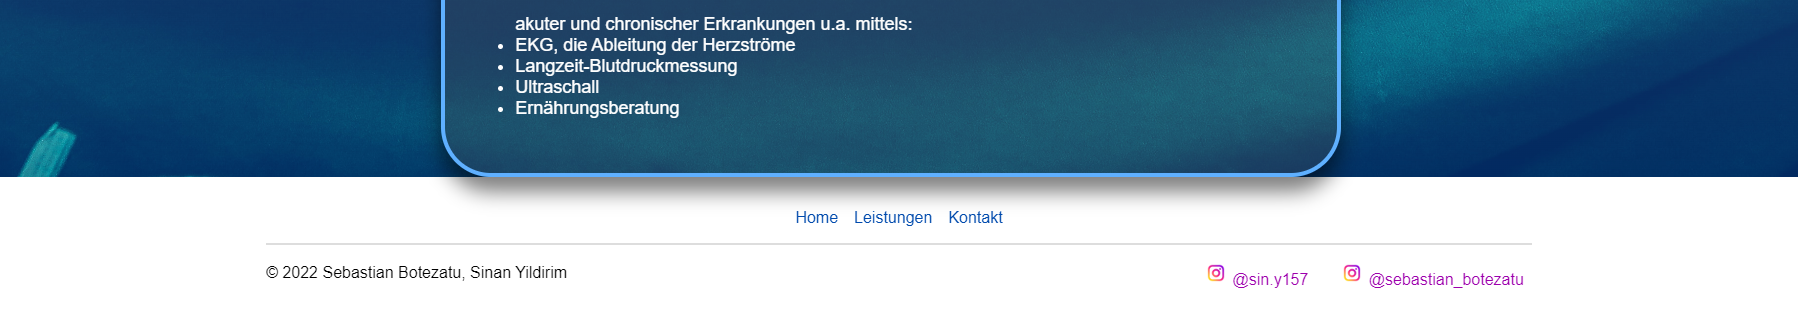 akuter und chronischer Erkrankungen u.a. mittels:
EKG, die Ableitung der Herzströme
Langzeit-Blutdruckmessung
Ultraschall
Ernährungsberatung
Home Leistungen Kontakt
© 2022 Sebastian Botezatu, Sinan Yildirim
@sin.y157 @sebastian_botezatu